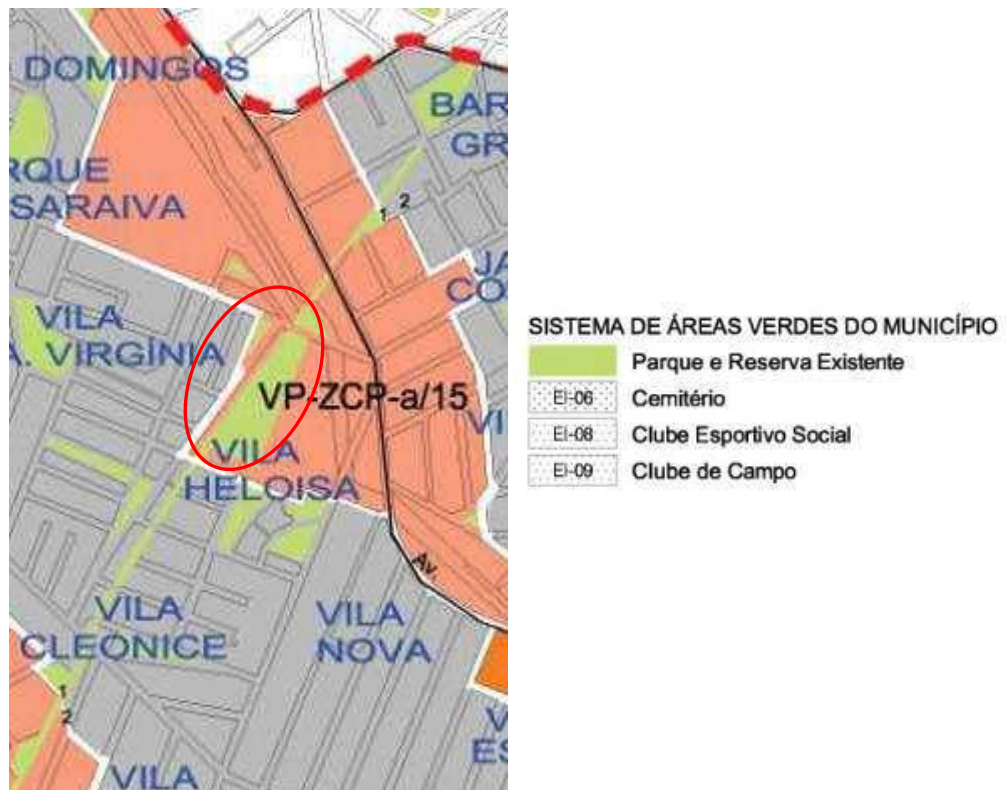 DOMINGOS
BAR
GR
RQUE
SARAIVA
1 2
JA
CO
VILA
A. VIRGÍNIA
VP-ZCP-a/15
VI
VILA
HELOISA
Av.
VILA
CLEONICE
VILA
NOVA
1
2
V
ES
VILA
SISTEMA DE ÁREAS VERDES DO MUNICÍPIO
Parque e Reserva Existente
EI-06 Cemitério
EI-08 Clube Esportivo Social
EI-09 Clube de Campo